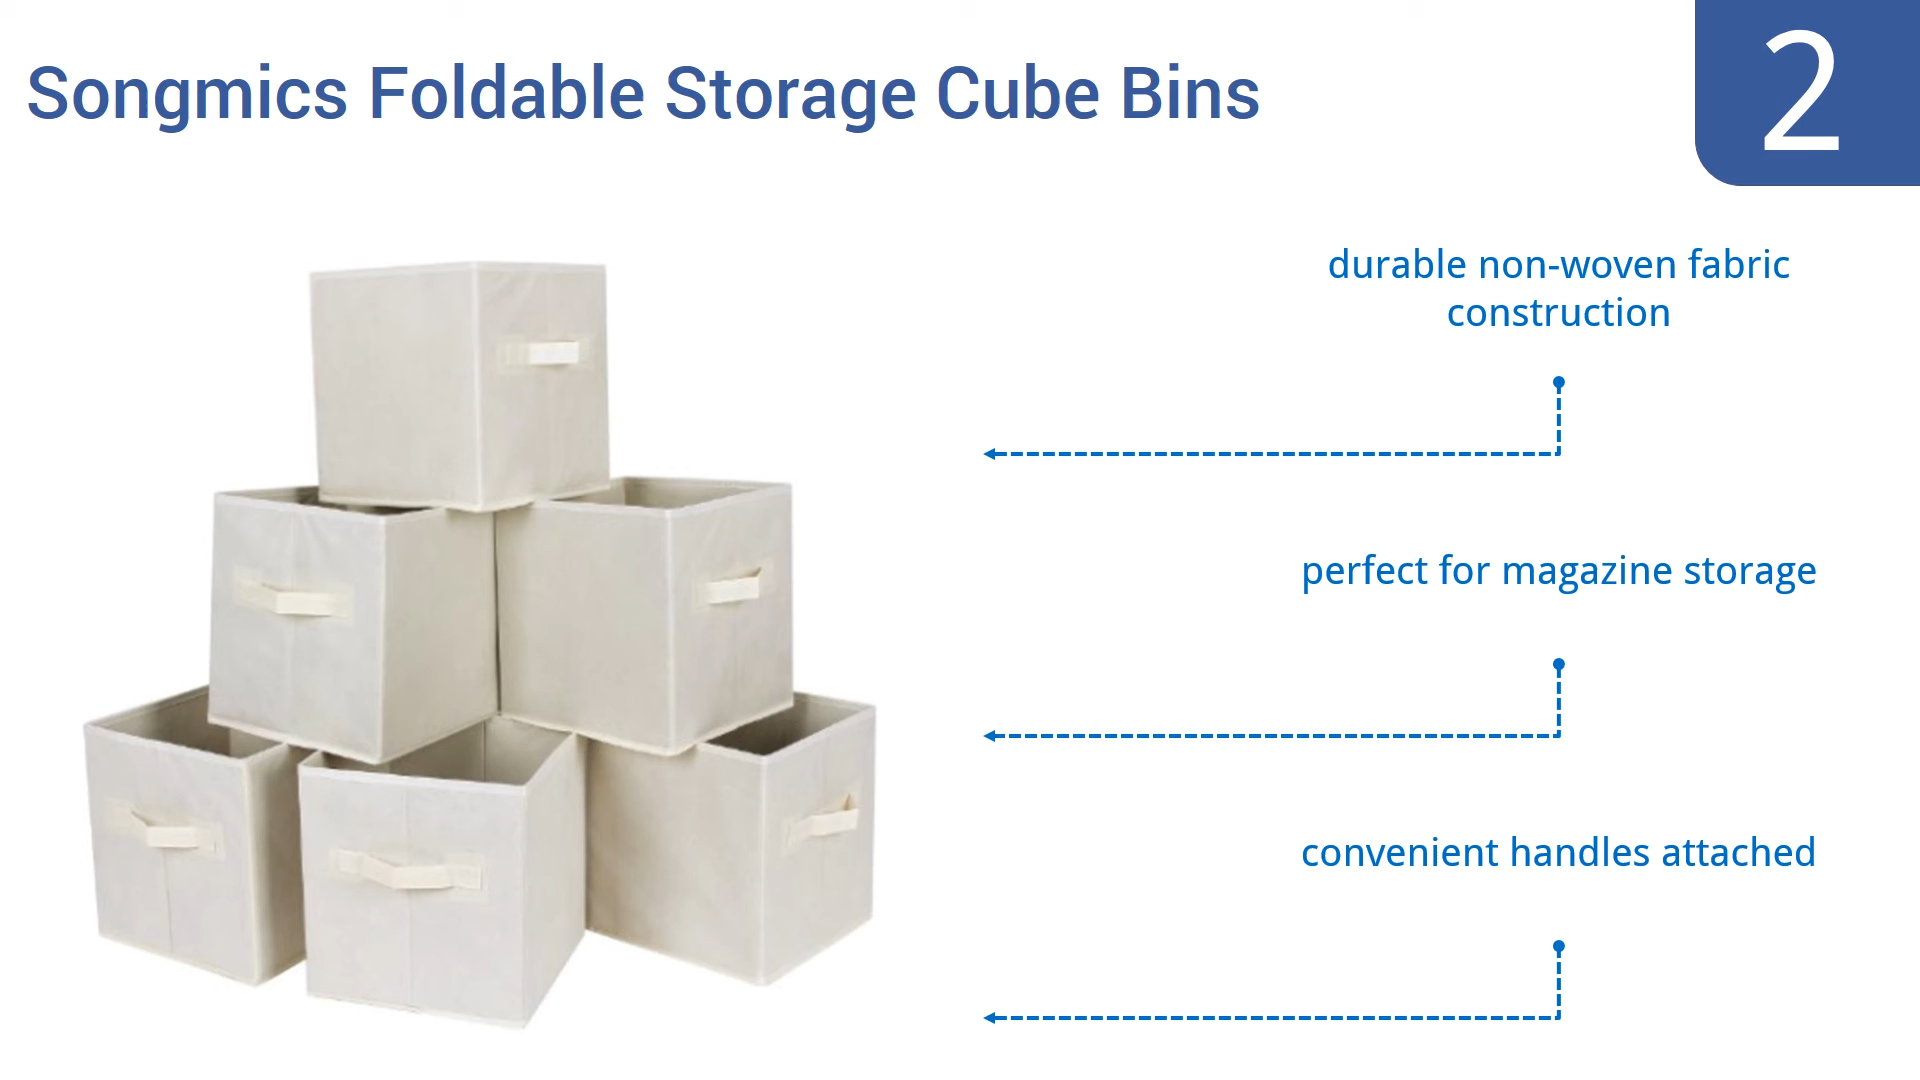 Songmics Foldable Storage Cube Bins
2
durable non-woven fabric
construction
perfect for magazine storage
convenient handles attached